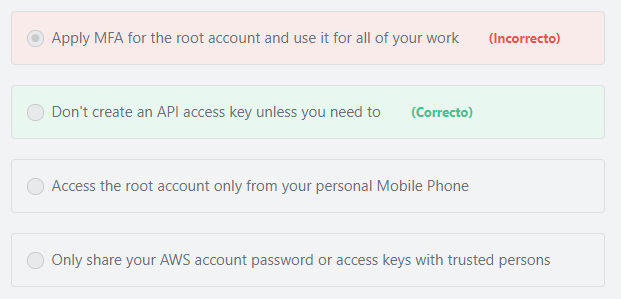 Apply MFA for the root account and use it for all of your work (Incorrecto)
Don't create an API access key unless you need to (Correcto)
Access the root account only from your personal Mobile Phone
Only share your AWS account password or access keys with trusted persons